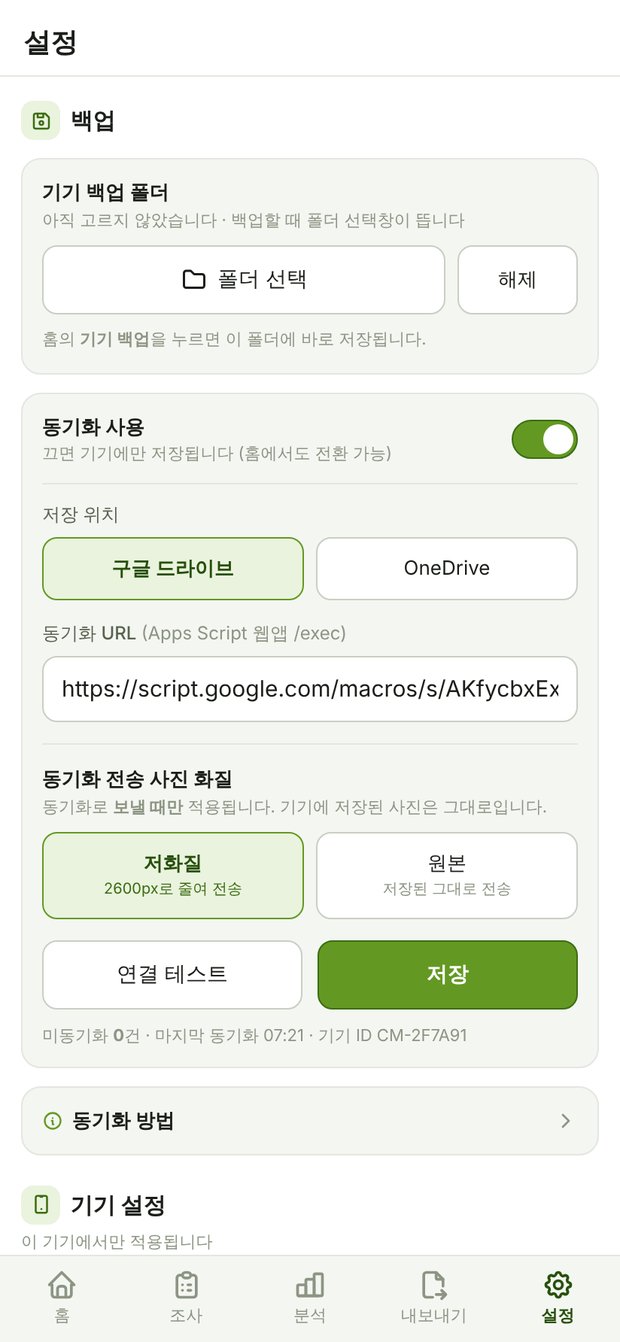 설정
백업
기기 백업 폴더
아직 고르지 않았습니다 · 백업할 때 폴더 선택창이 뜹니다
폴더 선택
해제
홈의 기기 백업을 누르면 이 폴더에 바로 저장됩니다.
동기화 사용
끄면 기기에만 저장됩니다 (홈에서도 전환 가능)
저장 위치
구글 드라이브
OneDrive
동기화 URL (Apps Script 웹앱 /exec)
https://script.google.com/macros/s/AKfycbxEx
동기화 전송 사진 화질
동기화로 보낼 때만 적용됩니다. 기기에 저장된 사진은 그대로입니다.
저화질
2600px로 줄여 전송
원본
저장된 그대로 전송
연결 테스트
저장
미동기화 0건 · 마지막 동기화 07:21 · 기기 ID CM-2F7A91
동기화 방법
기기 설정
이 기기에서만 적용됩니다
홈
조사
분석
내보내기
설정